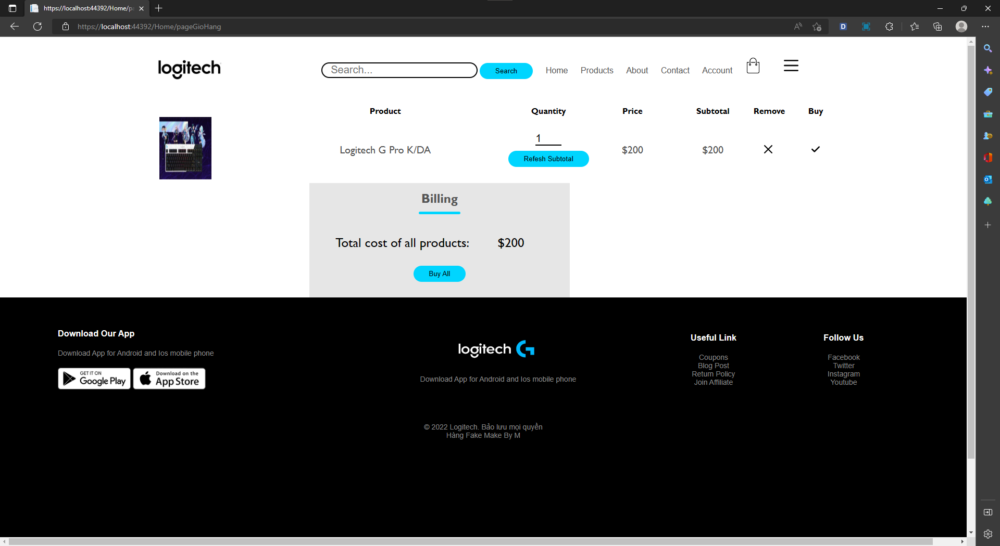 https://localhost:44392/Home/pa
https://localhost:44392/Home/pageGioHang
logitech
Search...
Search
Home Products About Contact Account
Product Quantity Price Subtotal Remove Buy
1
Logitech G Pro K/DA $200 $200
Refesh Subtotal
Billing
Total cost of all products: $200
Buy All
Download Our App
Download App for Android and Ios mobile phone
GET IT ON
Google Play
Download on the
App Store
logitech G
Download App for Android and Ios mobile phone
Useful Link
Coupons
Blog Post
Return Policy
Join Affiliate
Follow Us
Facebook
Twitter
Instagram
Youtube
© 2022 Logitech. Bảo lưu mọi quyền
Hàng Fake Make By M